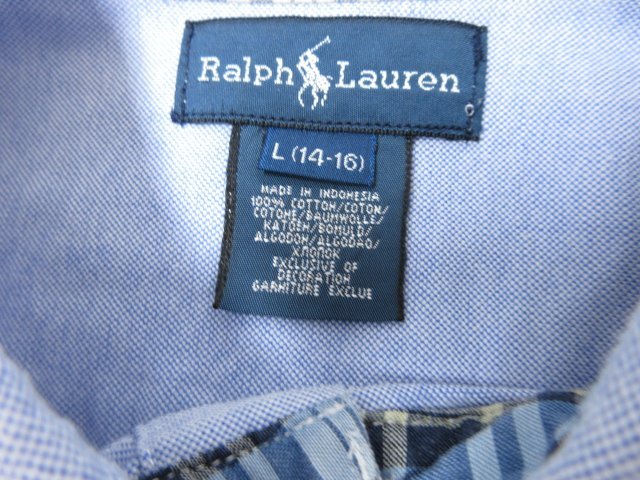 Ralph Lauren
L (14-16)
MADE IN INDONESIA
100% COTTON/COTON/
COTONE/BAUMWOLLE/
KATOEN/BOMULD/
ALGODON/ALGODAO/
ХЛОПОК
EXCLUSIVE OF
DECORATION
GARNITURE EXCLUE